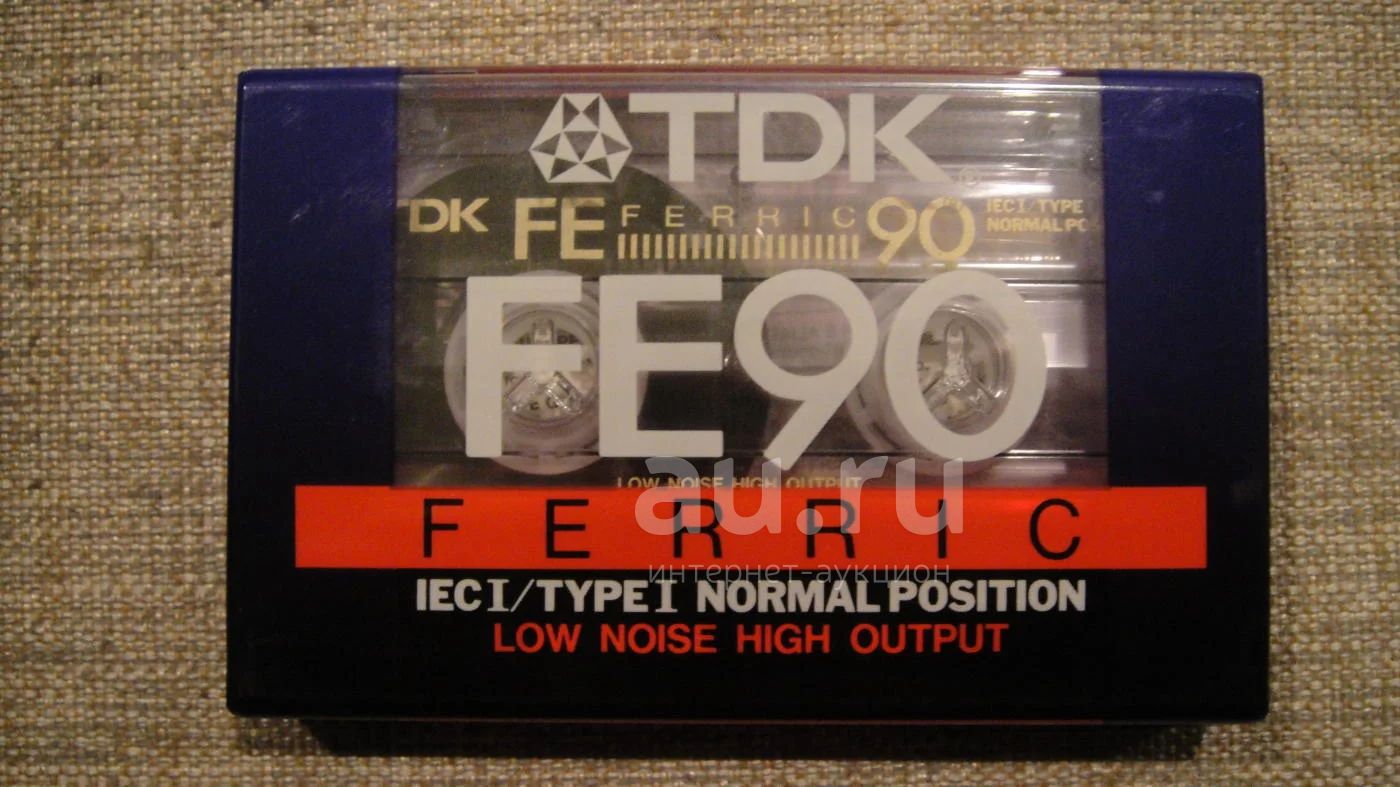 TDK
TDK FE FERRIC 90 IEC I/TYPE
NORMAL PO
FE90
LOW NOISE HIGH OUTPUT
au.ru
FERRIC
интернет-аукцион
IEC I/TYPE I NORMAL POSITION
LOW NOISE HIGH OUTPUT